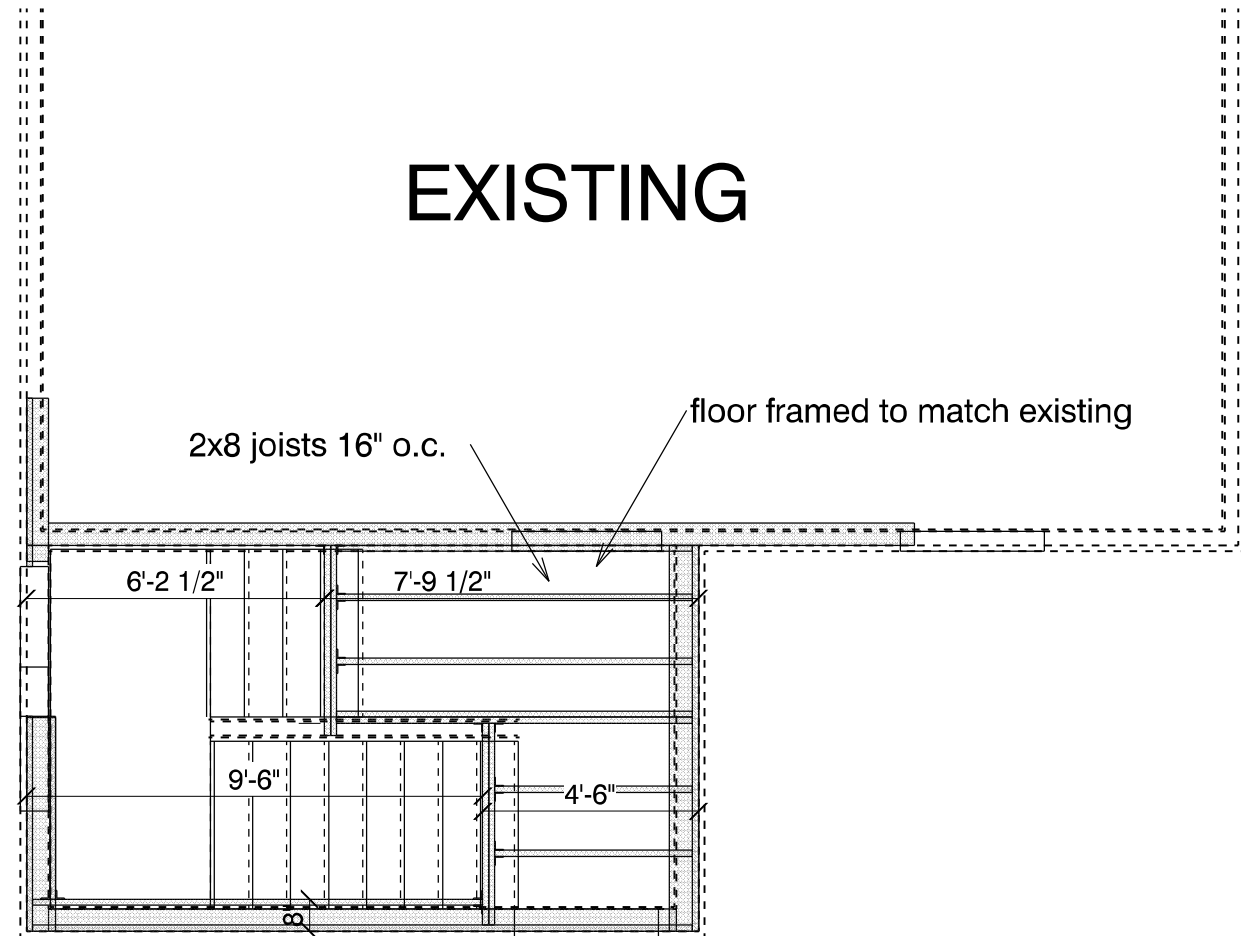 EXISTING
floor framed to match existing
2x8 joists 16" o.c.
6'-2 1/2"
7'-9 1/2"
9'-6"
4'-6"
8'